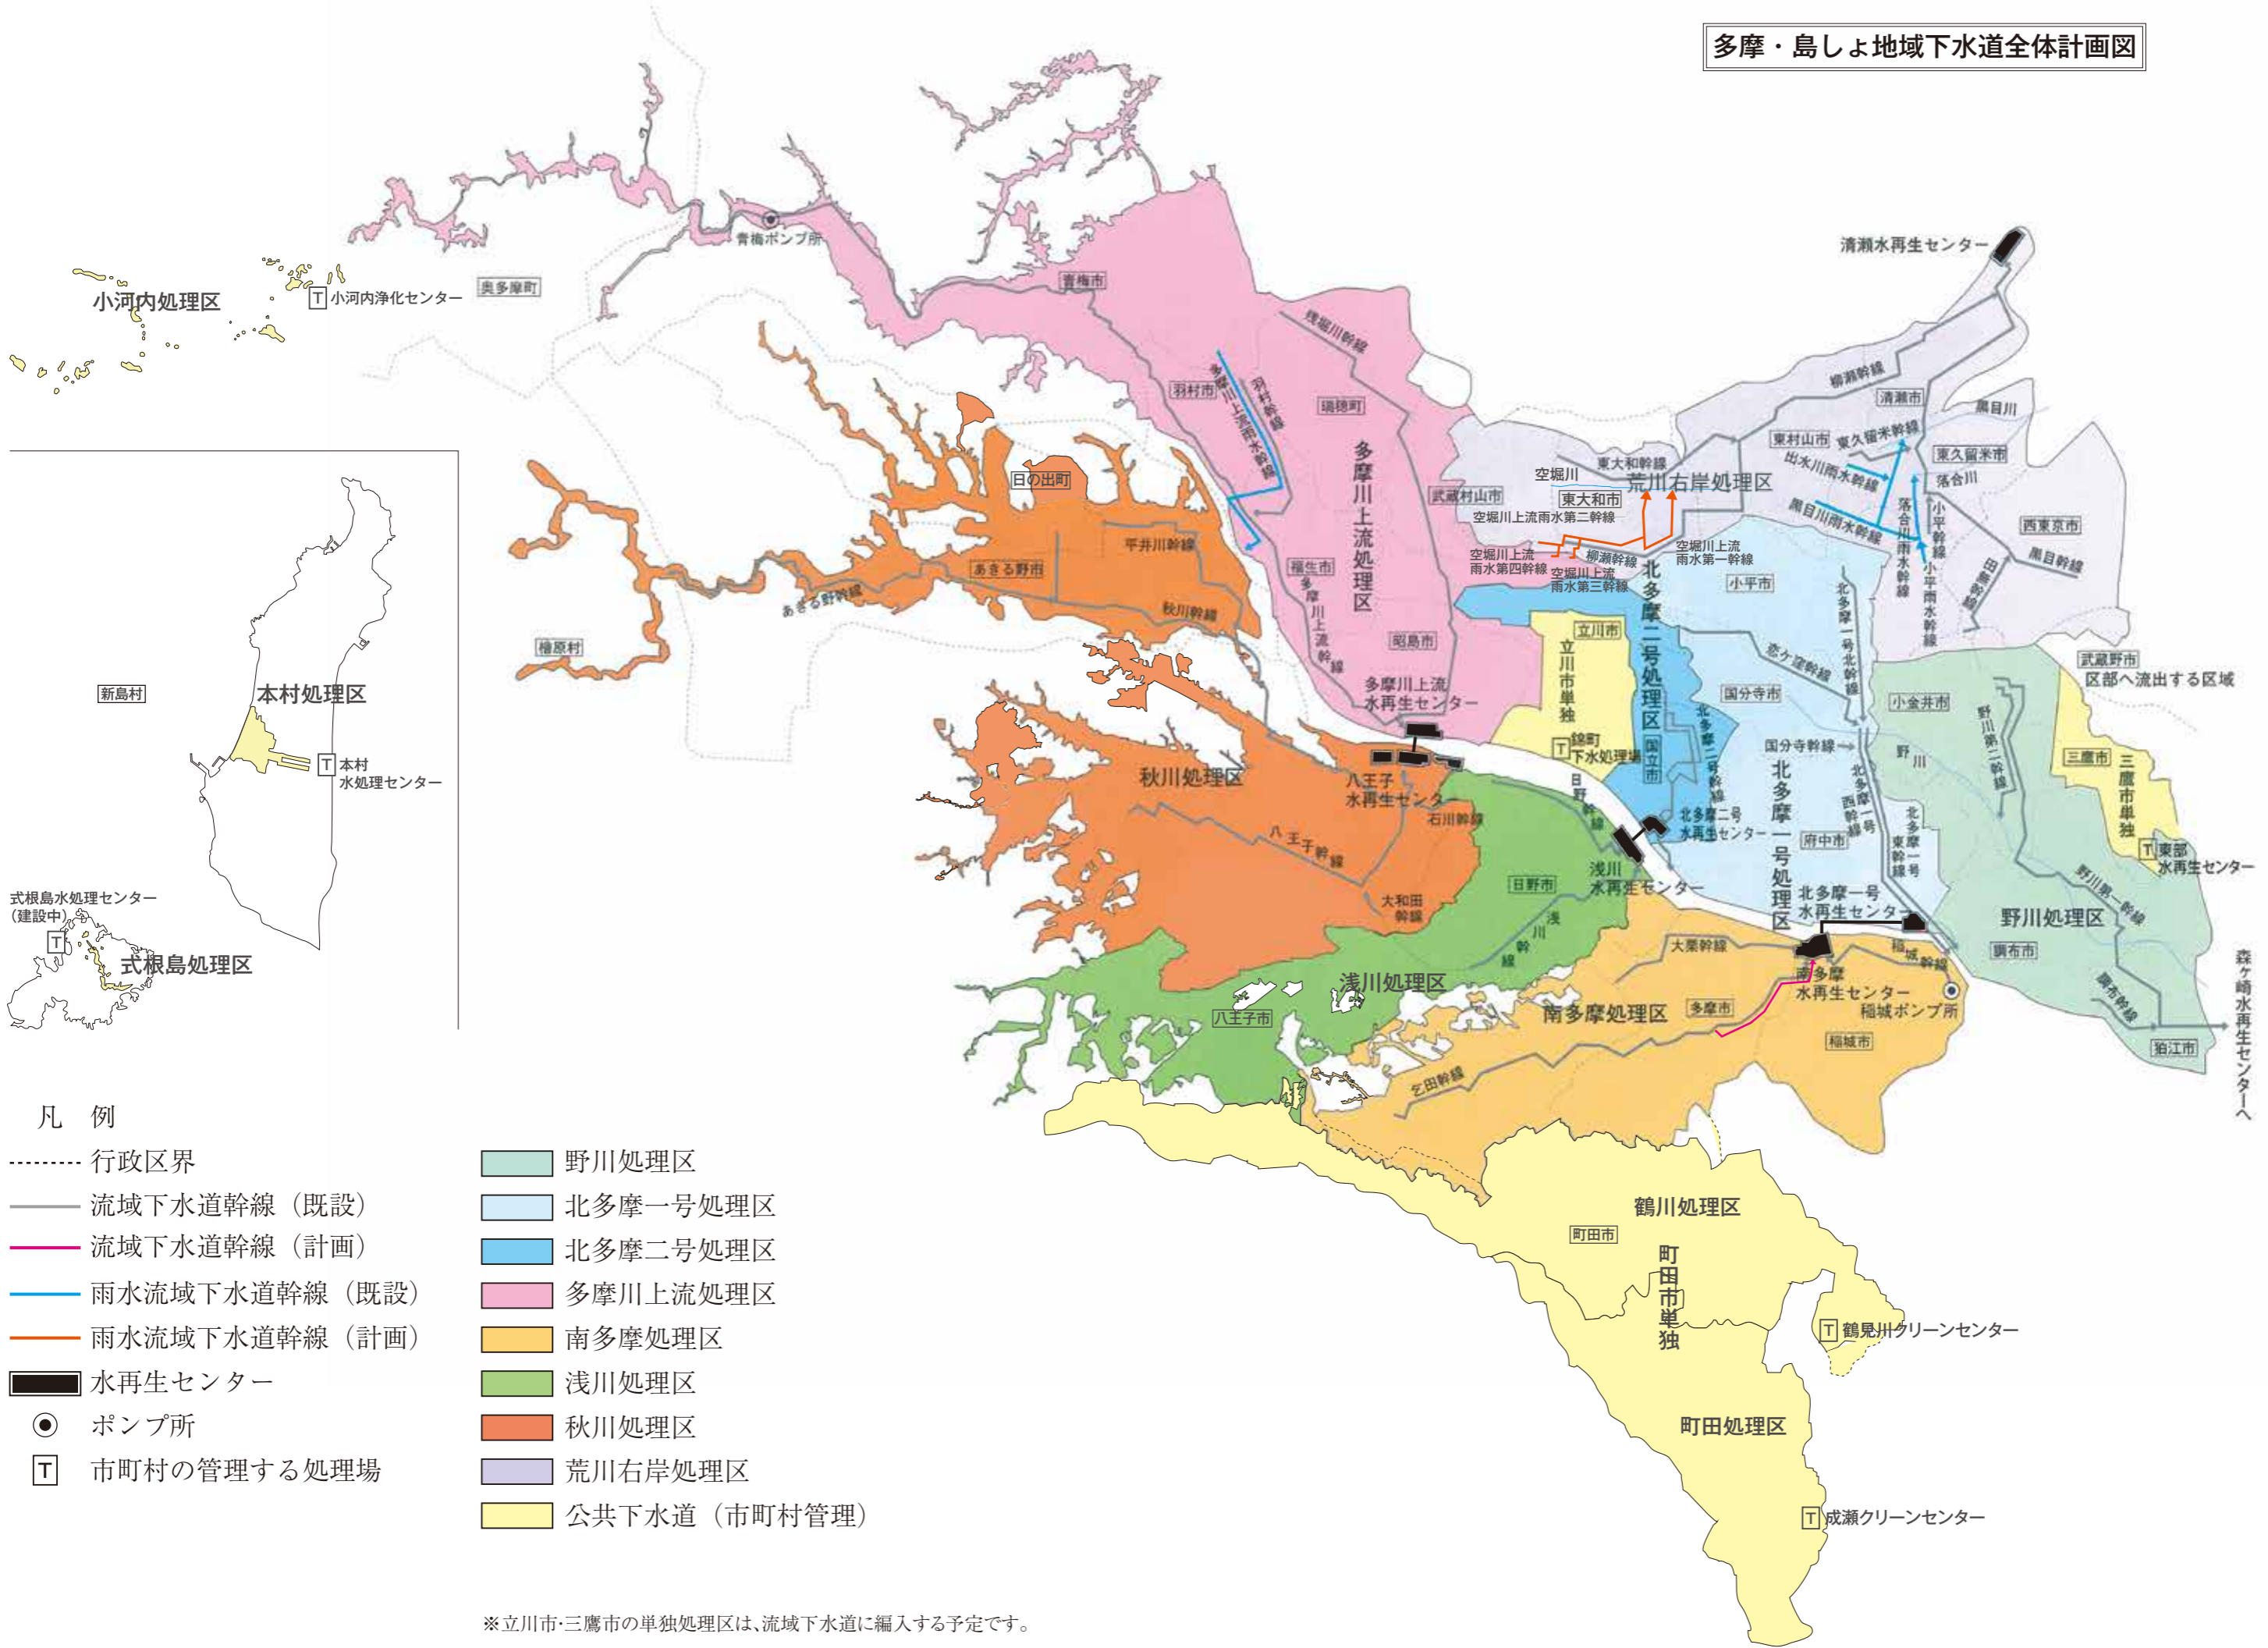 多摩・島しょ地域下水道全体計画図
清瀬水再生センター
青梅ポンプ所
奥多摩町
小河内処理区
T 小河内浄化センター
青梅市
残堀川幹線
羽村市
多摩川上流雨水幹線
羽村幹線
瑞穂町
多摩川上流処理区
柳瀬幹線
清瀬市
黒目川
東村山市
東久留米幹線
東久留米市
出水川雨水幹線
落合川
黒目川雨水幹線
落合川雨水幹線
小平幹線
小平雨水幹線
西東京市
黒目幹線
田無幹線
東大和幹線
空堀川
荒川右岸処理区
武蔵村山市
東大和市
空堀川上流雨水第二幹線
空堀川上流
雨水第四幹線
柳瀬幹線
空堀川上流
雨水第三幹線
空堀川上流
雨水第一幹線
日の出町
平井川幹線
あきる野市
あきる野幹線
秋川幹線
檜原村
福生市
多摩川上流幹線
昭島市
多摩川上流
水再生センター
立川市
立川市単独
T 錦町
下水処理場
北多摩二号処理区
国立市
北多摩二号幹線
北多摩二号
水再生センター
小平市
北多摩一号北幹線
恋ケ窪幹線
国分寺市
国分寺幹線
北多摩一号処理区
北多摩一号
西幹線
府中市
北多摩一号
東幹線
北多摩一号
水再生センター
小金井市
野川
野川第二幹線
武蔵野市
区部へ流出する区域
三鷹市
三鷹市単独
T 東部
水再生センター
野川第一幹線
野川処理区
調布市
調布幹線
狛江市
森ヶ崎水再生センターへ
新島村
本村処理区
T 本村
水処理センター
式根島水処理センター
(建設中)
T
式根島処理区
秋川処理区
八王子
水再生センター
石川幹線
八王子幹線
大和田
幹線
日野幹線
浅川
水再生センター
日野市
浅川幹線
浅川処理区
八王子市
大栗幹線
南多摩
水再生センター
稲城幹線
稲城ポンプ所
南多摩処理区
多摩市
稲城市
乞田幹線
鶴川処理区
町田市
町田市単独
T 鶴見川クリーンセンター
町田処理区
T 成瀬クリーンセンター
凡 例
行政区界
流域下水道幹線（既設）
流域下水道幹線（計画）
雨水流域下水道幹線（既設）
雨水流域下水道幹線（計画）
水再生センター
ポンプ所
T 市町村の管理する処理場
野川処理区
北多摩一号処理区
北多摩二号処理区
多摩川上流処理区
南多摩処理区
浅川処理区
秋川処理区
荒川右岸処理区
公共下水道（市町村管理）
※立川市・三鷹市の単独処理区は、流域下水道に編入する予定です。